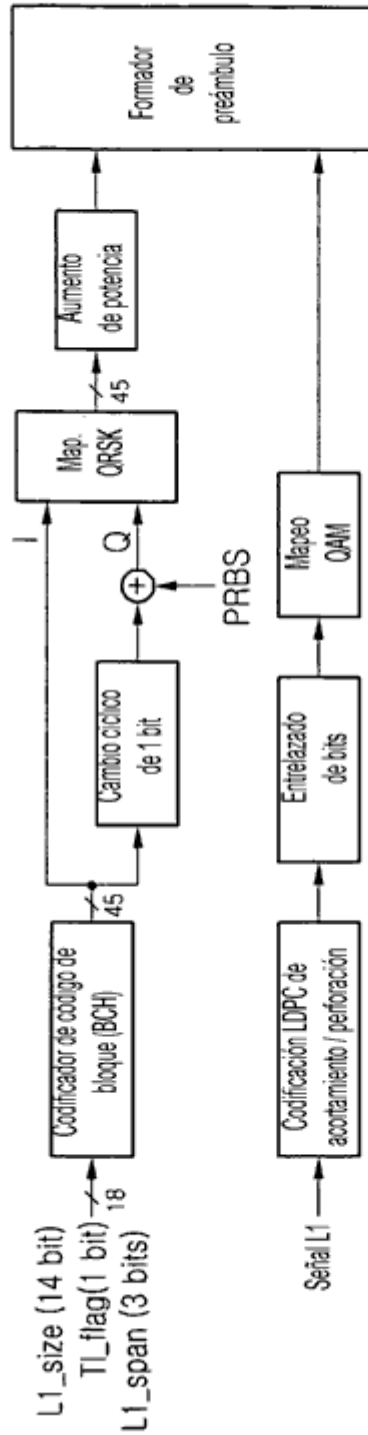 L1_size (14 bit)
TI_flag(1 bit)
L1_span (3 bits)
18
Codificador de código de
bloque (BCH)
45
I
Cambio cíclico
de 1 bit
Q
PRBS
Map.
QRSK
45
Aumento
de potencia
Formador
de
preámbulo
Señal L1
Codificación LDPC de
acortamiento / perforación
Entrelazado
de bits
Mapeo
QAM